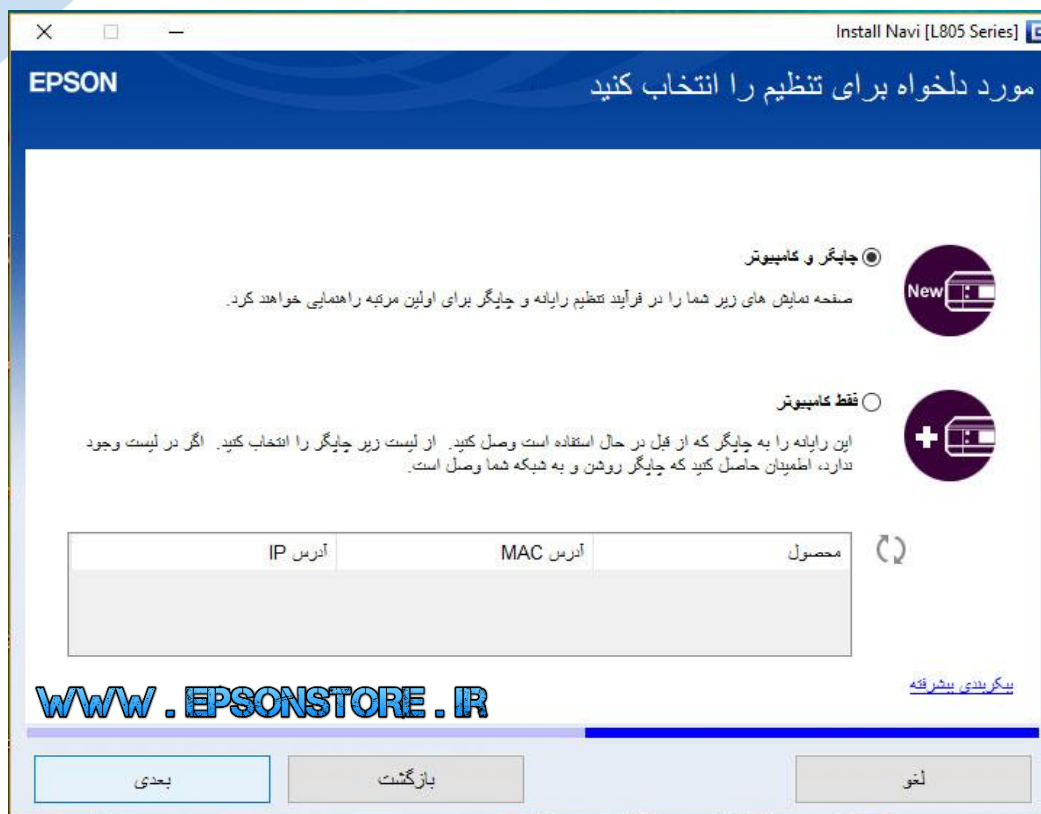 Install Navi [L805 Series]
EPSON
مورد دلخواه برای تنظیم را انتخاب کنید
چاپگر و کامپیوتر
New
صفحه نمایش های زیر شما را در فرآیند تنظیم رایانه و چاپگر برای اولین مرتبه راهنمایی خواهند کرد.
فقط کامپیوتر
این رایانه را به چاپگر که از قبل در حال استفاده است وصل کنید. از لیست زیر چاپگر را انتخاب کنید. اگر در لیست وجود
ندارد، اطمینان حاصل کنید که چاپگر روشن و به شبکه شما وصل است.
محصول آدرس MAC آدرس IP
پیکربندی پیشرفته
WWW.EPSONSTORE.IR
لغو بازگشت بعدی